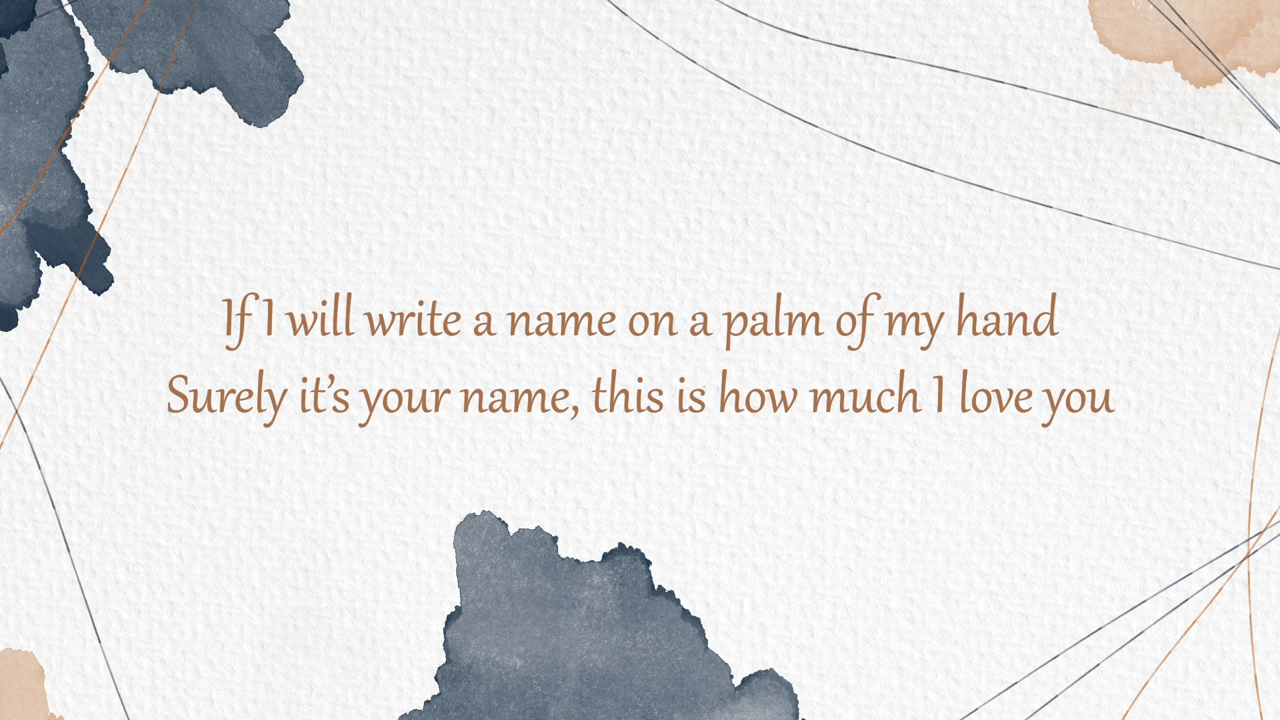 If I will write a name on a palm of my hand
Surely it’s your name, this is how much I love you